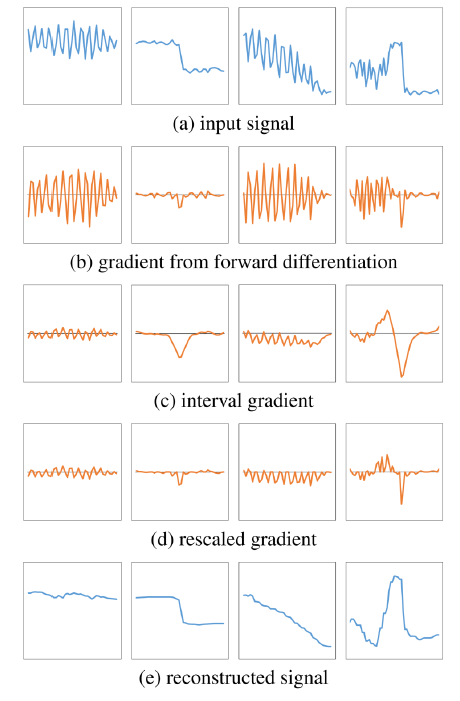 (a) input signal
(b) gradient from forward differentiation
(c) interval gradient
(d) rescaled gradient
(e) reconstructed signal